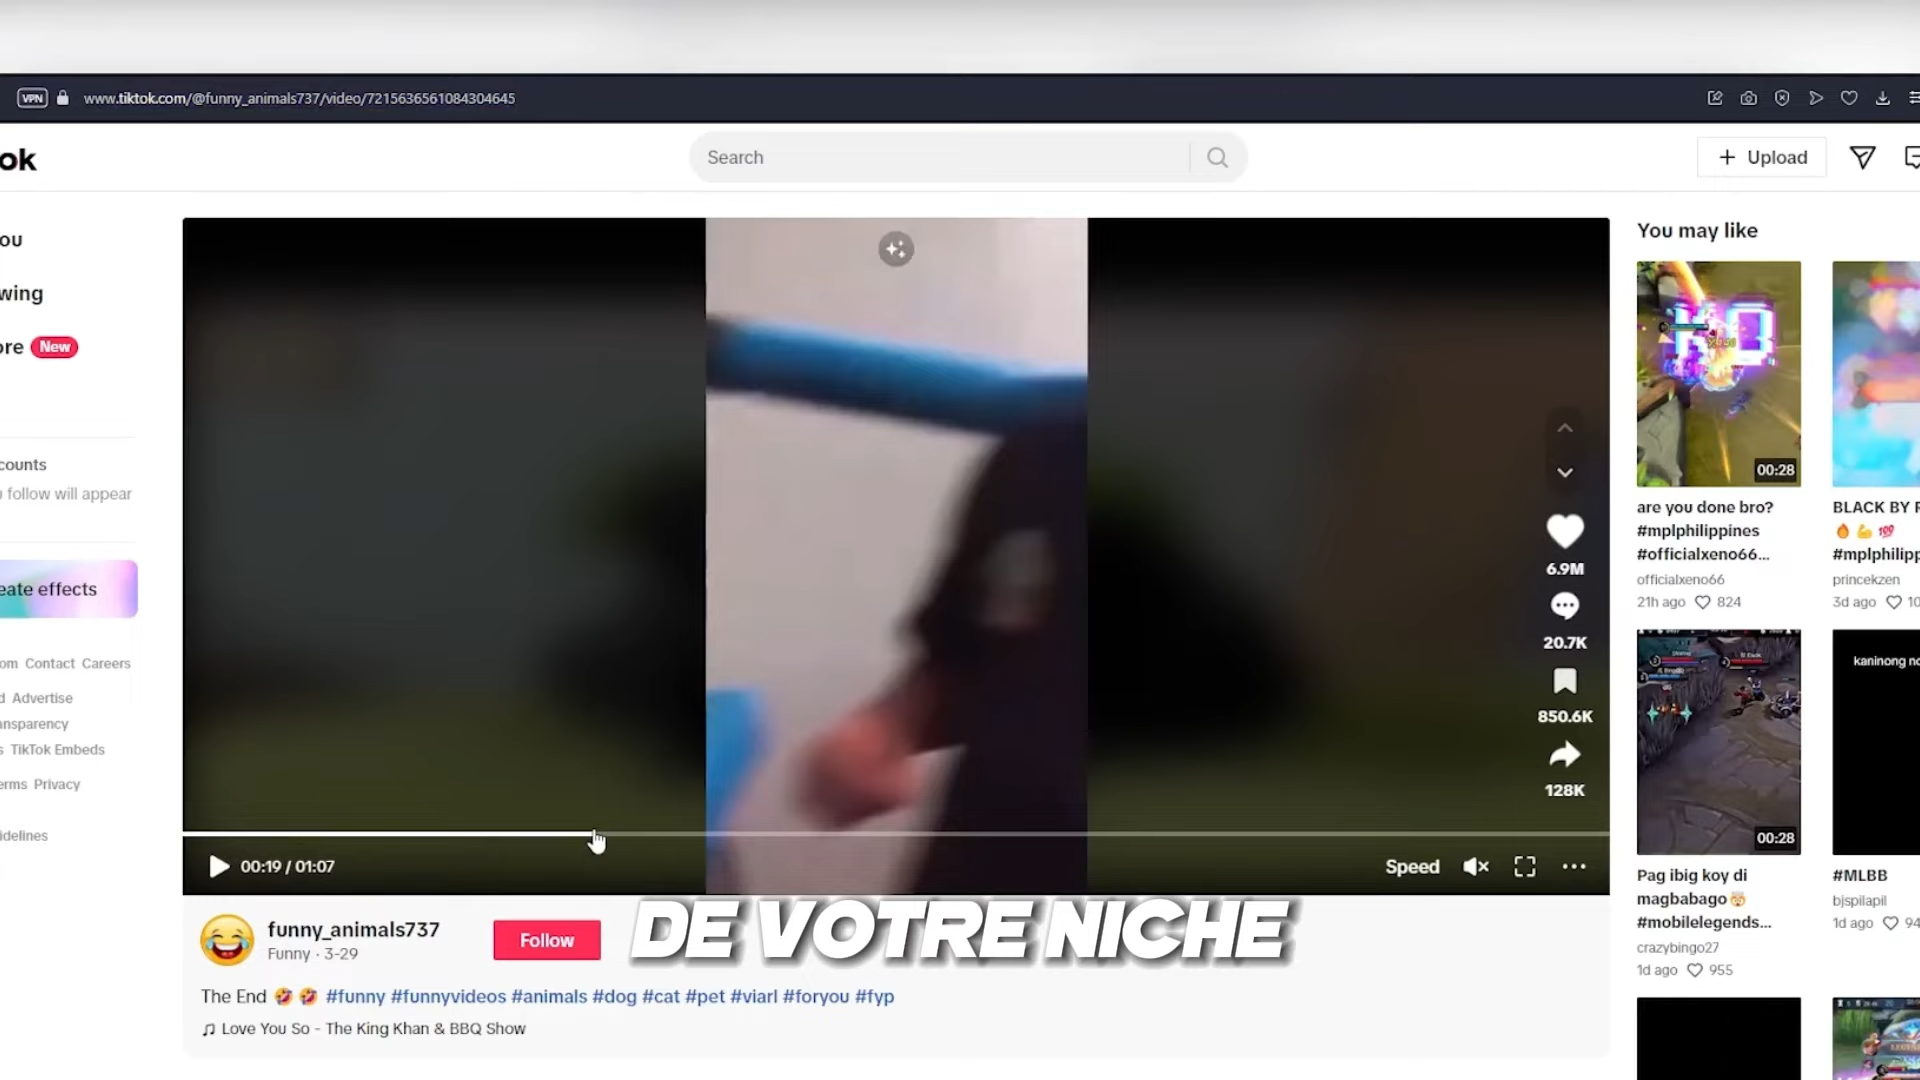 VPN
www.tiktok.com/@funny_animals737/video/7215636561084304645
ok
Search
Upload
ou
wing
ore New
counts
follow will appear
eate effects
om Contact Careers
d Advertise
ansparency
s TikTok Embeds
erms Privacy
idelines
6.9M
20.7K
850.6K
128K
00:19 / 01:07
Speed
funny_animals737
Funny · 3-29
Follow
DE VOTRE NICHE
The End 🤣 🤣 #funny #funnyvideos #animals #dog #cat #pet #viarl #foryou #fyp
Love You So - The King Khan & BBQ Show
You may like
KO
00:28
are you done bro?
#mplphilippines
#officialxeno66...
officialxeno66
21h ago 824
BLACK BY
🔥 💪 💯
#mplphilipp
princekzen
3d ago 10
00:28
Pag ibig koy di
magbabago 🤯
#mobilelegends...
crazybingo27
1d ago 955
kaninong no
#MLBB
bjspilapil
1d ago 94